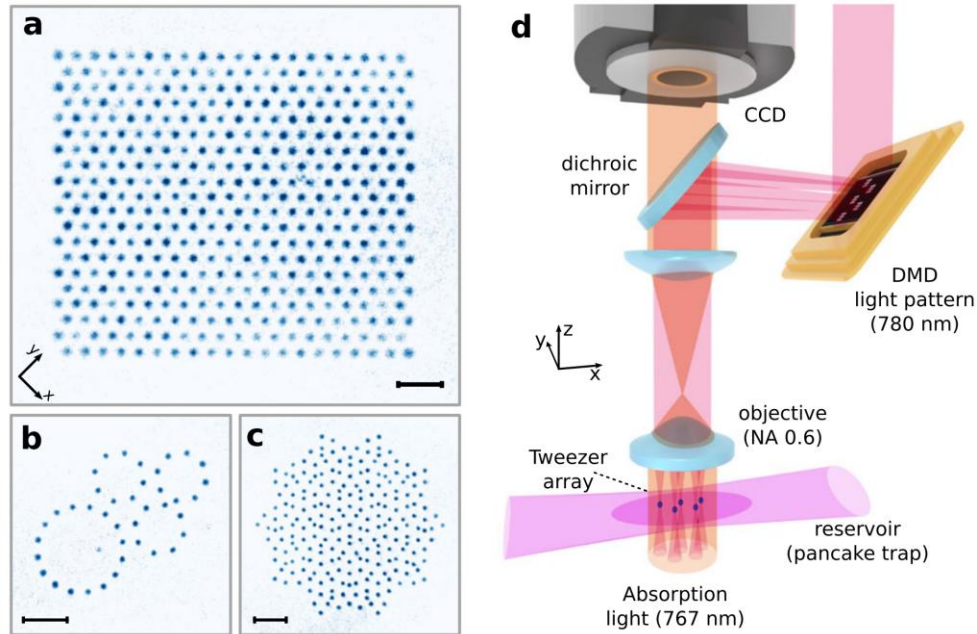 a
y
x
b
c
d
CCD
dichroic
mirror
DMD
light pattern
(780 nm)
z
y
x
objective
(NA 0.6)
Tweezer
array
reservoir
(pancake trap)
Absorption
light (767 nm)